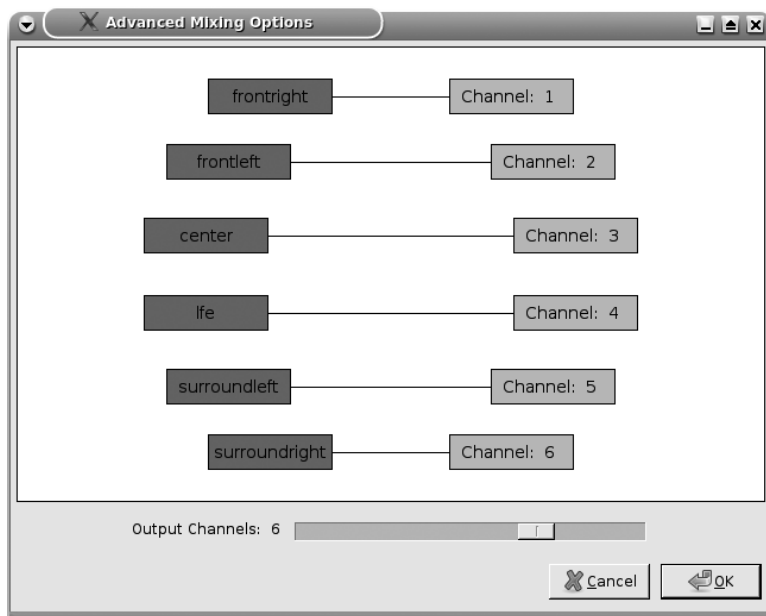 Advanced Mixing Options
frontright Channel: 1
frontleft Channel: 2
center Channel: 3
lfe Channel: 4
surroundleft Channel: 5
surroundright Channel: 6
Output Channels: 6
Cancel OK